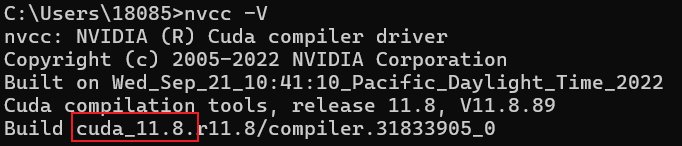 C:\Users\18085>nvcc -V
nvcc: NVIDIA (R) Cuda compiler driver
Copyright (c) 2005-2022 NVIDIA Corporation
Built on Wed_Sep_21_10:41:10_Pacific_Daylight_Time_2022
Cuda compilation tools, release 11.8, V11.8.89
Build cuda_11.8.r11.8/compiler.31833905_0